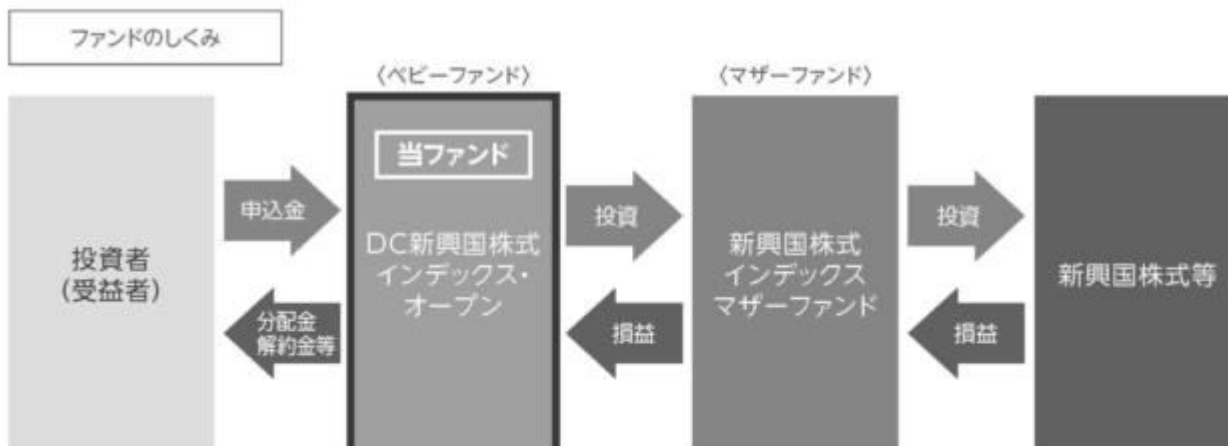 ファンドのしくみ
〈ベビーファンド〉
〈マザーファンド〉
投資者
(受益者)
申込金
分配金
解約金等
当ファンド
DC新興国株式
インデックス・
オープン
投資
損益
新興国株式
インデックス
マザーファンド
投資
損益
新興国株式等